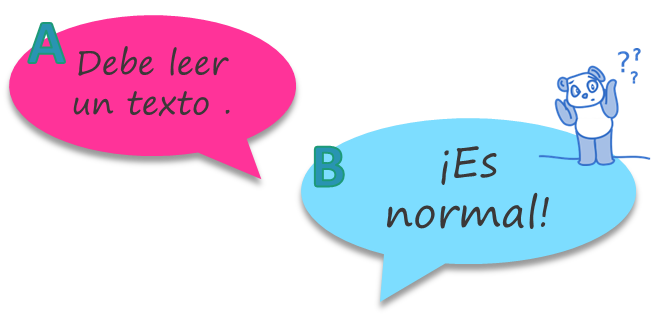 A
Debe leer
un texto .
? ?
?
B
¡Es
normal!